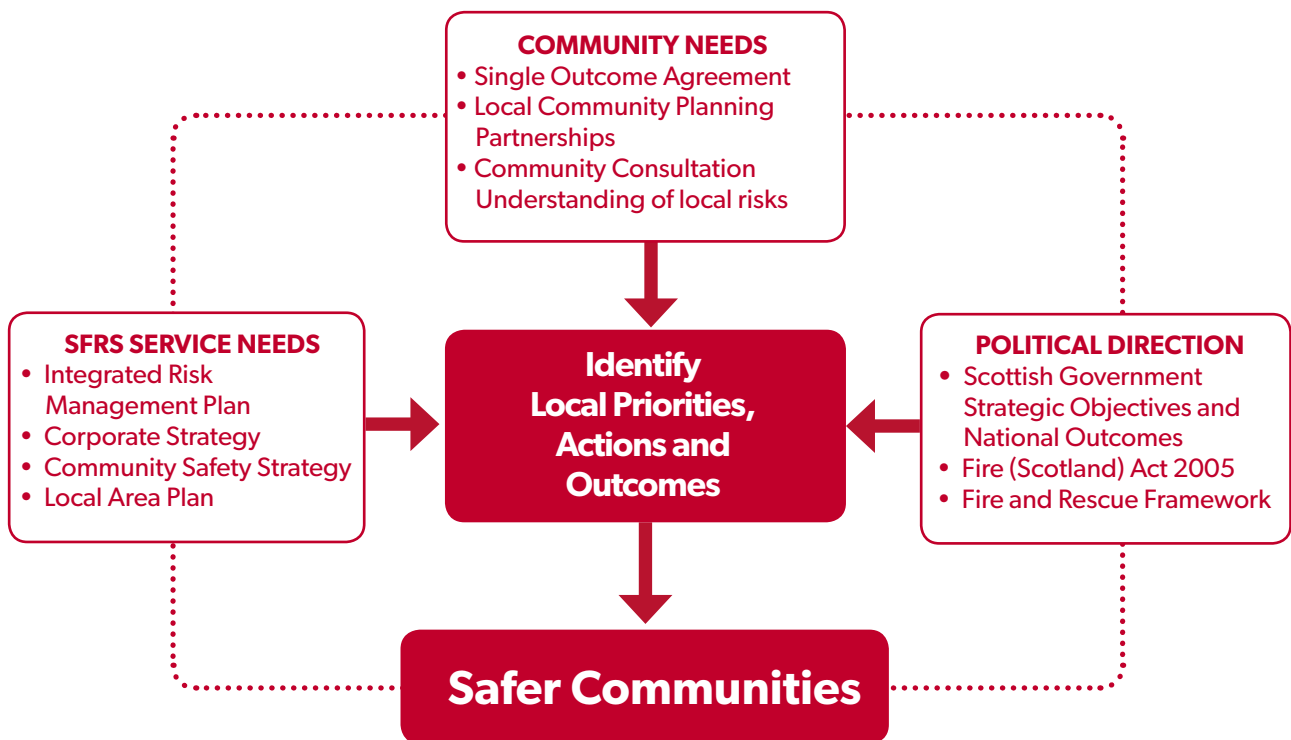 COMMUNITY NEEDS
• Single Outcome Agreement
• Local Community Planning
Partnerships
• Community Consultation
Understanding of local risks
SFRS SERVICE NEEDS
• Integrated Risk
Management Plan
• Corporate Strategy
• Community Safety Strategy
• Local Area Plan
Identify
Local Priorities,
Actions and
Outcomes
POLITICAL DIRECTION
• Scottish Government
Strategic Objectives and
National Outcomes
• Fire (Scotland) Act 2005
• Fire and Rescue Framework
Safer Communities